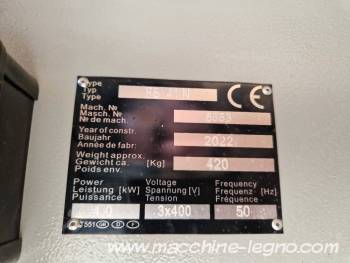 Type
Typ
Type
CE
Mach. №
Masch. №
№ de mach.
Year of constr.
Baujahr 2022
Année de fabr:
Weight approx.
Gewicht ca. [Kg] 420
Poids env.
Power Voltage Frequency
Leistung [kW] Spannung [V] Frequenz [Hz]
Puissance Tension Fréquence
3x400 50
www.macchine-legno.com